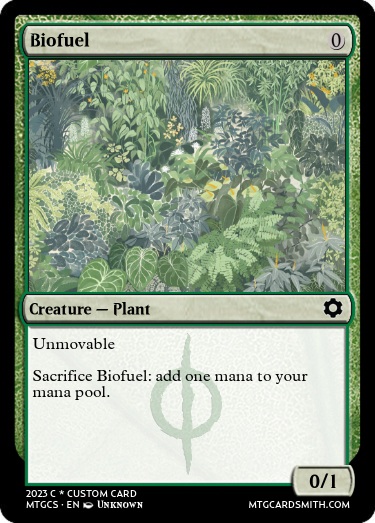 Biofuel 0
Creature — Plant
Unmovable
Sacrifice Biofuel: add one mana to your
mana pool.
0/1
2023 C * CUSTOM CARD
MTGCS · EN UNKNOWN
MTGCARDSMITH.COM